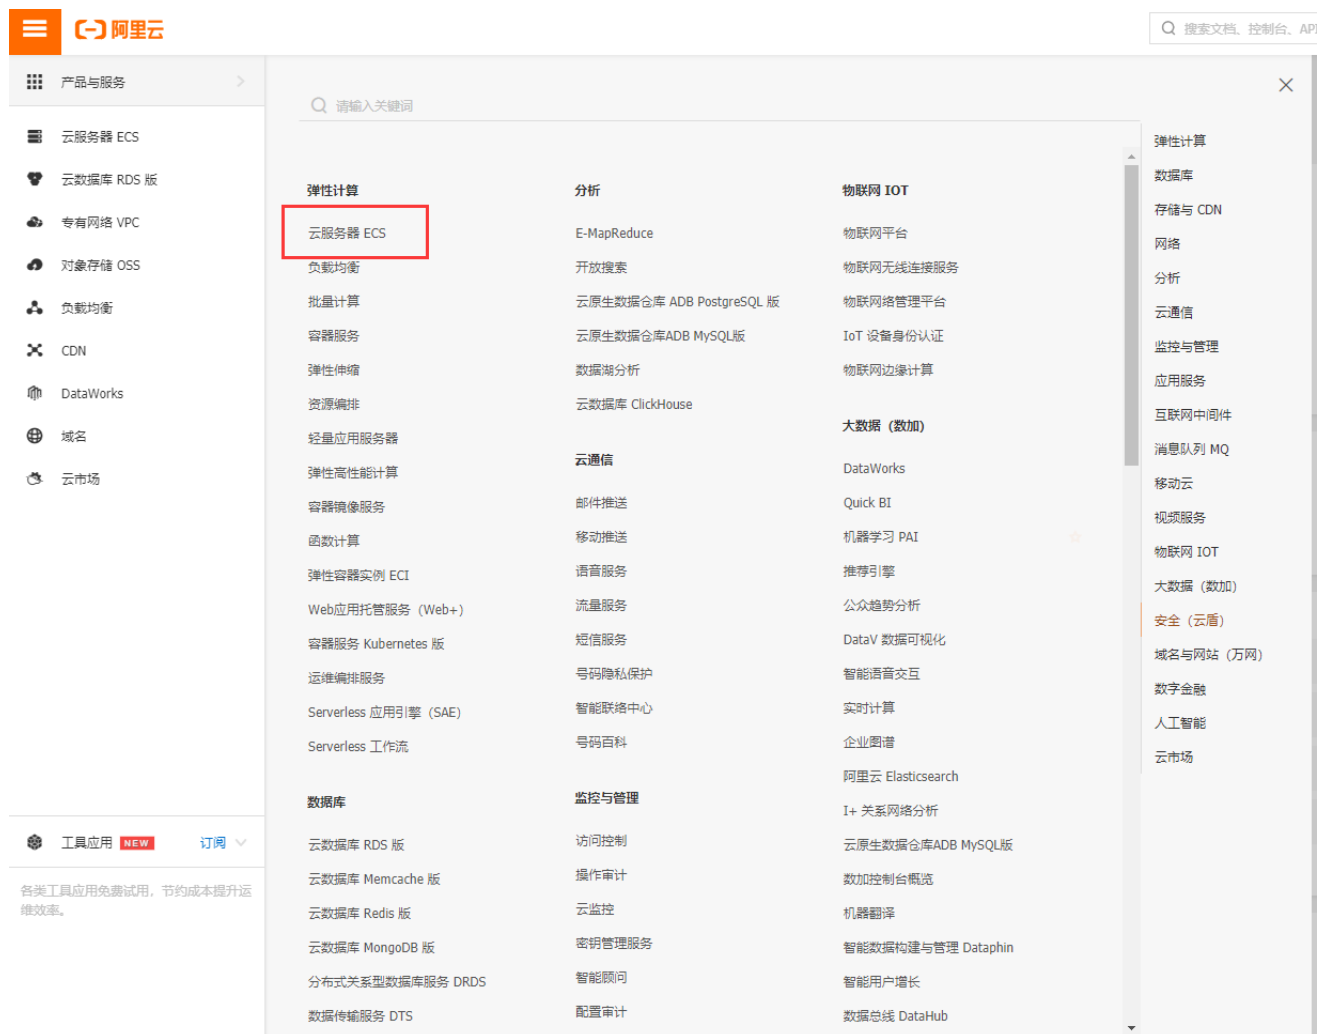 阿里云
搜索文档、控制台、API
产品与服务
云服务器 ECS
云数据库 RDS 版
专有网络 VPC
对象存储 OSS
负载均衡
CDN
DataWorks
域名
云市场
工具应用 NEW 订阅
各类工具应用免费试用，节约成本提升运
维效率。
请输入关键词
弹性计算
云服务器 ECS
负载均衡
批量计算
容器服务
弹性伸缩
资源编排
轻量应用服务器
弹性高性能计算
容器镜像服务
函数计算
弹性容器实例 ECI
Web应用托管服务（Web+）
容器服务 Kubernetes 版
运维编排服务
Serverless 应用引擎（SAE）
Serverless 工作流
数据库
云数据库 RDS 版
云数据库 Memcache 版
云数据库 Redis 版
云数据库 MongoDB 版
分布式关系型数据库服务 DRDS
数据传输服务 DTS
分析
E-MapReduce
开放搜索
云原生数据仓库 ADB PostgreSQL 版
云原生数据仓库ADB MySQL版
数据湖分析
云数据库 ClickHouse
云通信
邮件推送
移动推送
语音服务
流量服务
短信服务
号码隐私保护
智能联络中心
号码百科
监控与管理
访问控制
操作审计
云监控
密钥管理服务
智能顾问
配置审计
物联网 IOT
物联网平台
物联网无线连接服务
物联网络管理平台
IoT 设备身份认证
物联网边缘计算
大数据（数加）
DataWorks
Quick BI
机器学习 PAI
推荐引擎
公众趋势分析
DataV 数据可视化
智能语音交互
实时计算
企业图谱
阿里云 Elasticsearch
I+ 关系网络分析
云原生数据仓库ADB MySQL版
数加控制台概览
机器翻译
智能数据构建与管理 Dataphin
智能用户增长
数据总线 DataHub
弹性计算
数据库
存储与 CDN
网络
分析
云通信
监控与管理
应用服务
互联网中间件
消息队列 MQ
移动云
视频服务
物联网 IOT
大数据（数加）
安全（云盾）
域名与网站（万网）
数字金融
人工智能
云市场